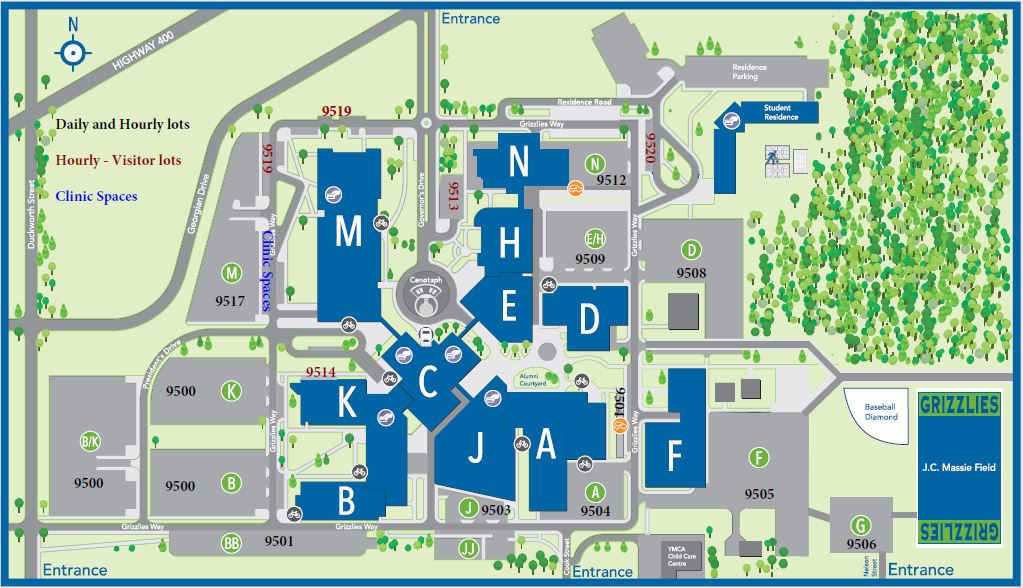 Entrance
N
HIGHWAY 400
Residence
Parking
Residence Road
Student
Residence
9519
Grizzlies Way
Daily and Hourly lots
Hourly - Visitor lots
Clinic Spaces
9519
9520
N
N
9512
Duckworth Street
Georgian Drive
Governor's Drive
9513
M
H
E/H
9509
D
9508
Grizzlies Way
Grizzlies Way
Clinic Spaces
M
9517
Cenotaph
E
D
President's Drive
9514
C
Alumni
Courtyard
9500
K
K
9504
Baseball
Diamond
GRIZZLIES
B/K
9500
Grizzlies Way
Grizzlies Way
J
A
F
F
J.C. Massie Field
9500
B
B
J
9503
A
9504
9505
G
9506
GRIZZLIES
Grizzlies Way
Grizzlies Way
BB
9501
JJ
Cook Street
YMCA
Child Care
Centre
Nelson
Street
Entrance
Entrance
Entrance